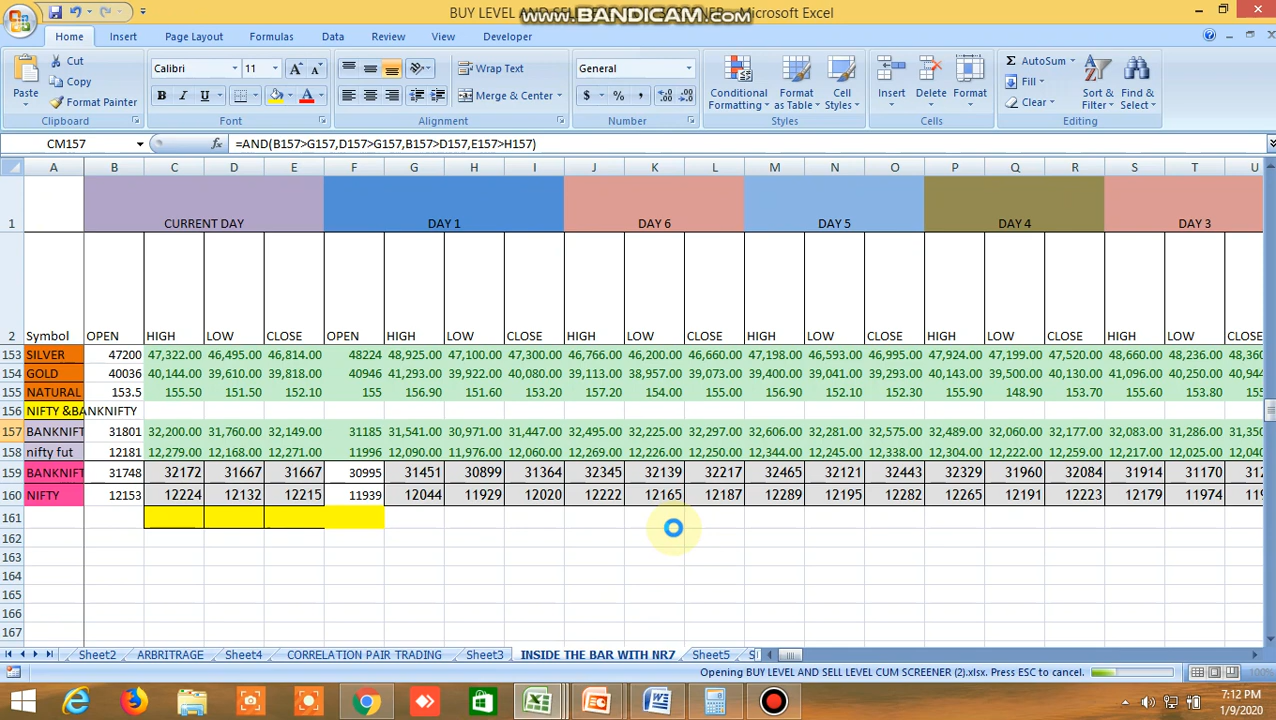 BUY LEVEL AND SELL LEVEL CUM SCREENER - Microsoft Excel
www.BANDICAM.com
Home Insert Page Layout Formulas Data Review View Developer
Paste Cut Copy Format Painter Clipboard
Calibri 11 B I U A A A Font
Wrap Text Merge & Center Alignment
General $ % , Number
Conditional Formatting Format as Table Cell Styles Styles
Insert Delete Format Cells
AutoSum Fill Clear Sort & Filter Find & Select Editing
CM157 fx =AND(B157>G157,D157>G157,B157>D157,E157>H157)
A B C D E F G H I J K L M N O P Q R S T U
1 CURRENT DAY DAY 1 DAY 6 DAY 5 DAY 4 DAY 3
2 Symbol OPEN HIGH LOW CLOSE OPEN HIGH LOW CLOSE HIGH LOW CLOSE HIGH LOW CLOSE HIGH LOW CLOSE HIGH LOW CLOSE
153 SILVER 47200 47,322.00 46,495.00 46,814.00 48224 48,925.00 47,100.00 47,300.00 46,766.00 46,200.00 46,660.00 47,198.00 46,593.00 46,995.00 47,924.00 47,199.00 47,520.00 48,660.00 48,236.00 48,360
154 GOLD 40036 40,144.00 39,610.00 39,818.00 40946 41,293.00 39,922.00 40,080.00 39,113.00 38,957.00 39,073.00 39,400.00 39,041.00 39,293.00 40,143.00 39,500.00 40,130.00 41,096.00 40,250.00 40,944
155 NATURAL 153.5 155.50 151.50 152.10 155 157.70 151.60 153.20 157.20 154.00 155.00 156.90 152.10 152.30 155.90 148.90 150.40 155.60 153.80 155
156 NIFTY &BANKNIFTY
157 BANKNIFT 31801 32,200.00 31,760.00 32,149.00 31185 31,541.00 30,971.00 31,447.00 32,495.00 32,225.00 32,297.00 32,606.00 32,281.00 32,575.00 32,489.00 32,060.00 32,177.00 32,083.00 31,286.00 31,350
158 nifty fut 12181 12,289.00 12,168.00 12,271.00 11996 12,090.00 11,976.00 12,060.00 12,269.00 12,226.00 12,250.00 12,344.00 12,245.00 12,338.00 12,304.00 12,222.00 12,259.00 12,217.00 12,025.00 12,040
159 BANKNIFT 31748 32172 31667 31667 30995 31451 30999 31364 32345 32139 32217 32465 32121 32443 32329 31960 32084 31914 31170 312
160 NIFTY 12153 12224 12132 12215 11939 12044 11929 12020 12222 12165 12187 12289 12195 12282 12265 12191 12223 12179 11974 119
161
162
163
164
165
166
167
Sheet2 ARBRITRAGE Sheet4 CORRELATION PAIR TRADING Sheet3 INSIDE THE BAR WITH NR7 Sheet5 S
Opening BUY LEVEL AND SELL LEVEL CUM SCREENER (2).xlsx. Press ESC to cancel. 100%
7:12 PM
1/9/2020